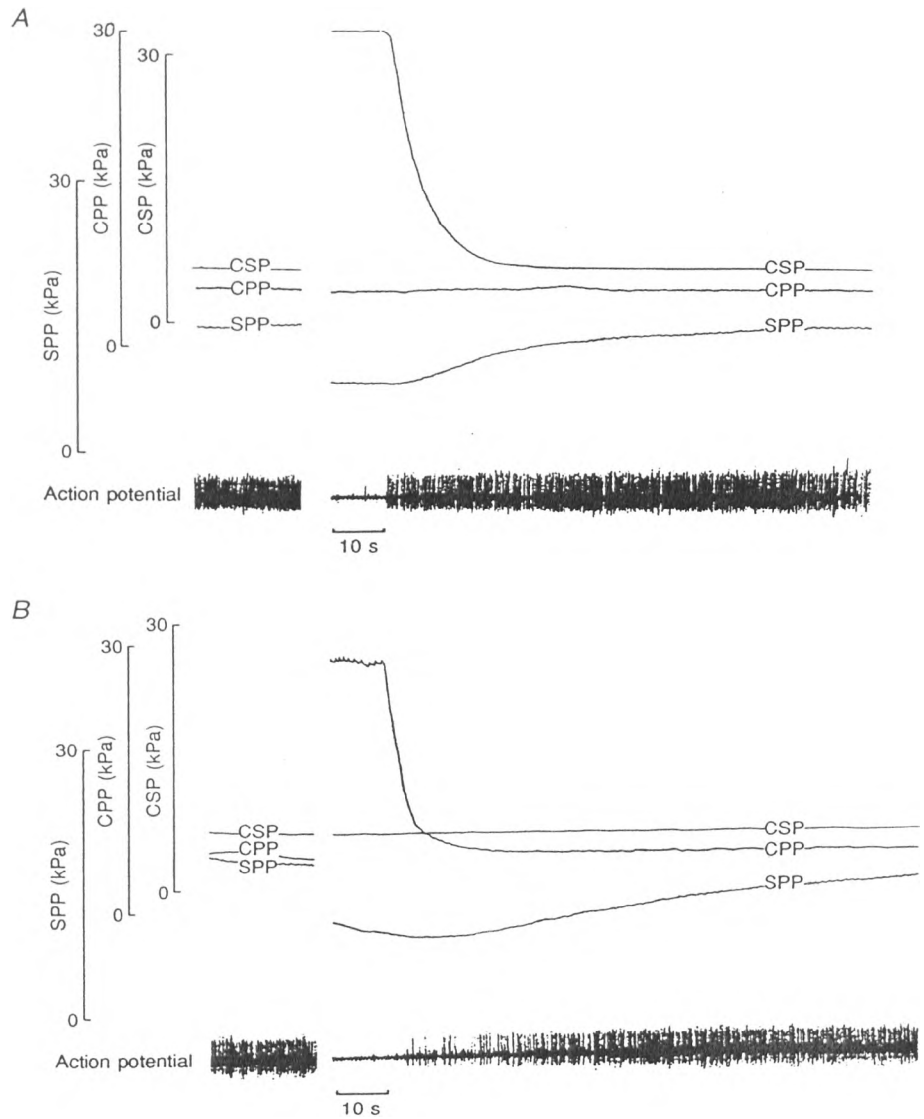 A
30
30
30
CSP (kPa)
CPP (kPa)
SPP (kPa)
0
0
0
CSP
CPP
SPP
CSP
CPP
SPP
Action potential
10 s
B
30
30
30
CSP (kPa)
CPP (kPa)
SPP (kPa)
0
0
0
CSP
CPP
SPP
CSP
CPP
SPP
Action potential
10 s